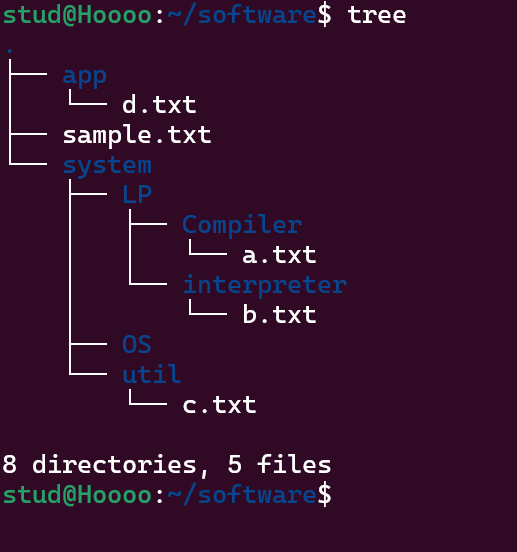 stud@Hoooo:~/software$ tree
.
├── app
│   └── d.txt
├── sample.txt
└── system
    ├── LP
    │   ├── Compiler
    │   │   └── a.txt
    │   └── interpreter
    │       └── b.txt
    ├── OS
    └── util
        └── c.txt
8 directories, 5 files
stud@Hoooo:~/software$